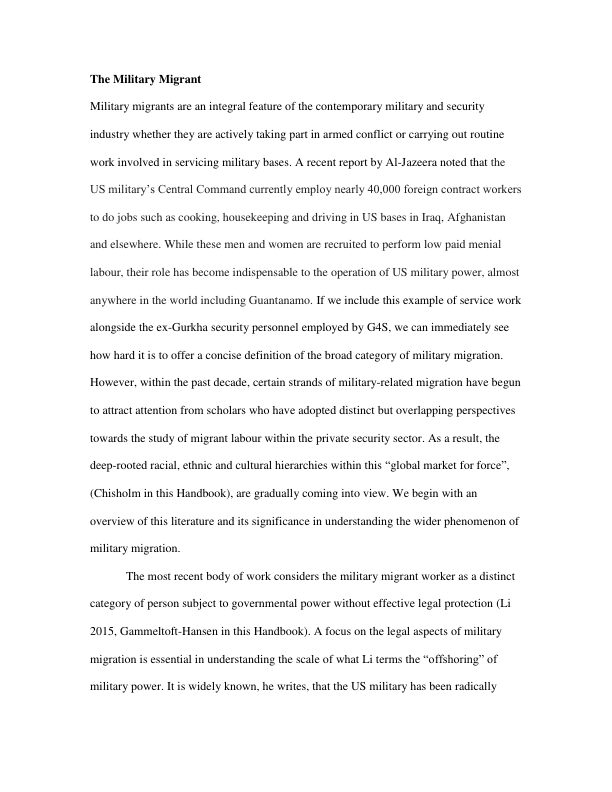 The Military Migrant
Military migrants are an integral feature of the contemporary military and security
industry whether they are actively taking part in armed conflict or carrying out routine
work involved in servicing military bases. A recent report by Al-Jazeera noted that the
US military’s Central Command currently employ nearly 40,000 foreign contract workers
to do jobs such as cooking, housekeeping and driving in US bases in Iraq, Afghanistan
and elsewhere. While these men and women are recruited to perform low paid menial
labour, their role has become indispensable to the operation of US military power, almost
anywhere in the world including Guantanamo. If we include this example of service work
alongside the ex-Gurkha security personnel employed by G4S, we can immediately see
how hard it is to offer a concise definition of the broad category of military migration.
However, within the past decade, certain strands of military-related migration have begun
to attract attention from scholars who have adopted distinct but overlapping perspectives
towards the study of migrant labour within the private security sector. As a result, the
deep-rooted racial, ethnic and cultural hierarchies within this “global market for force”,
(Chisholm in this Handbook), are gradually coming into view. We begin with an
overview of this literature and its significance in understanding the wider phenomenon of
military migration.
The most recent body of work considers the military migrant worker as a distinct
category of person subject to governmental power without effective legal protection (Li
2015, Gammeltoft-Hansen in this Handbook). A focus on the legal aspects of military
migration is essential in understanding the scale of what Li terms the “offshoring” of
military power. It is widely known, he writes, that the US military has been radically